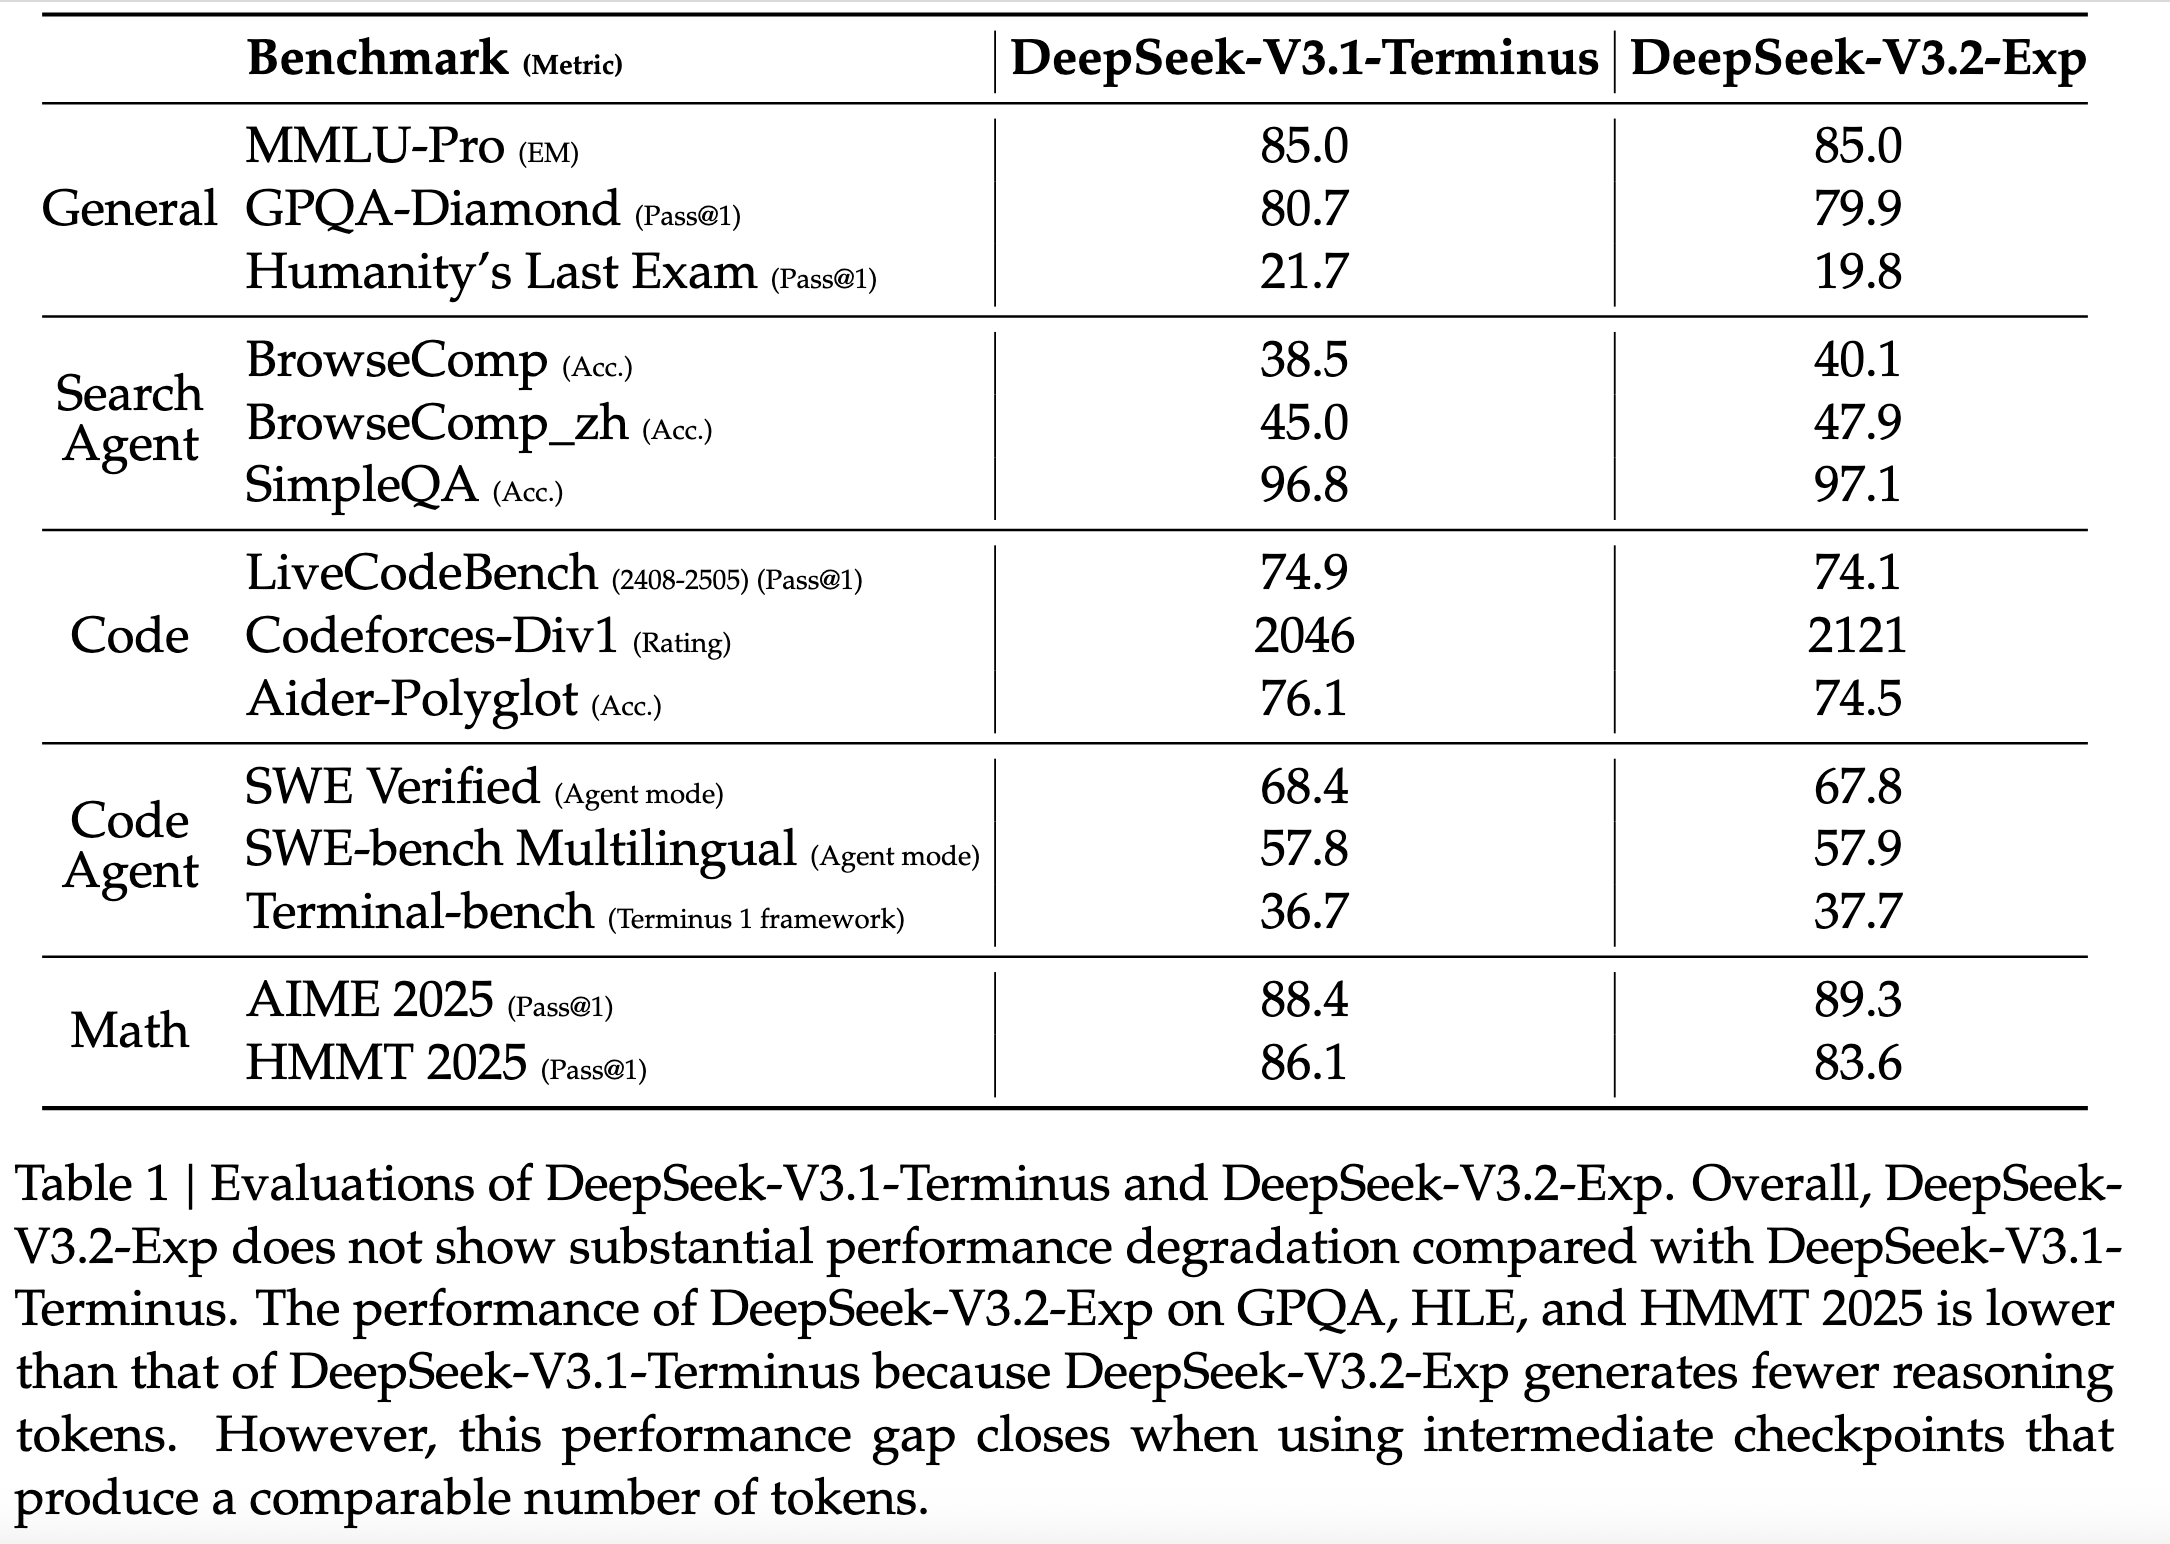 Benchmark (Metric) DeepSeek-V3.1-Terminus DeepSeek-V3.2-Exp
General
MMLU-Pro (EM) 85.0 85.0
GPQA-Diamond (Pass@1) 80.7 79.9
Humanity’s Last Exam (Pass@1) 21.7 19.8
Search
Agent
BrowseComp (Acc.) 38.5 40.1
BrowseComp_zh (Acc.) 45.0 47.9
SimpleQA (Acc.) 96.8 97.1
Code
LiveCodeBench (2408-2505) (Pass@1) 74.9 74.1
Codeforces-Div1 (Rating) 2046 2121
Aider-Polyglot (Acc.) 76.1 74.5
Code
Agent
SWE Verified (Agent mode) 68.4 67.8
SWE-bench Multilingual (Agent mode) 57.8 57.9
Terminal-bench (Terminus 1 framework) 36.7 37.7
Math
AIME 2025 (Pass@1) 88.4 89.3
HMMT 2025 (Pass@1) 86.1 83.6
Table 1 | Evaluations of DeepSeek-V3.1-Terminus and DeepSeek-V3.2-Exp. Overall, DeepSeek-
V3.2-Exp does not show substantial performance degradation compared with DeepSeek-V3.1-
Terminus. The performance of DeepSeek-V3.2-Exp on GPQA, HLE, and HMMT 2025 is lower
than that of DeepSeek-V3.1-Terminus because DeepSeek-V3.2-Exp generates fewer reasoning
tokens. However, this performance gap closes when using intermediate checkpoints that
produce a comparable number of tokens.